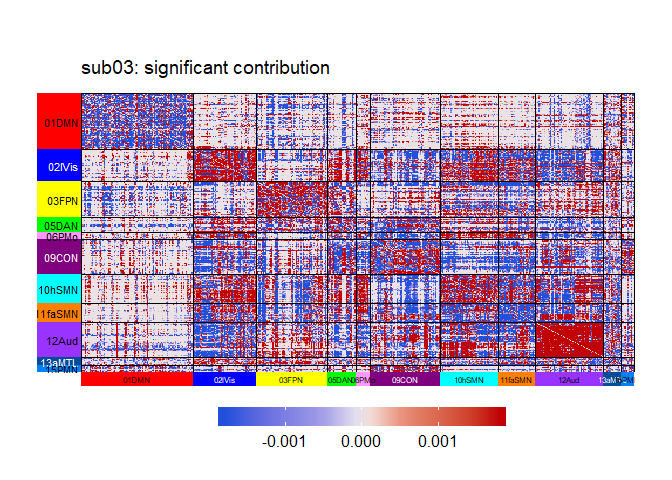 sub03: significant contribution
01DMN
02lVis
03FPN
05DAN
06PMo
09CON
10hSMN
11faSMN
12Aud
13aMTL
01DMN 02lVis 03FPN 05DAN 09CON 10hSMN 11faSMN 12Aud
-0.001 0.000 0.001